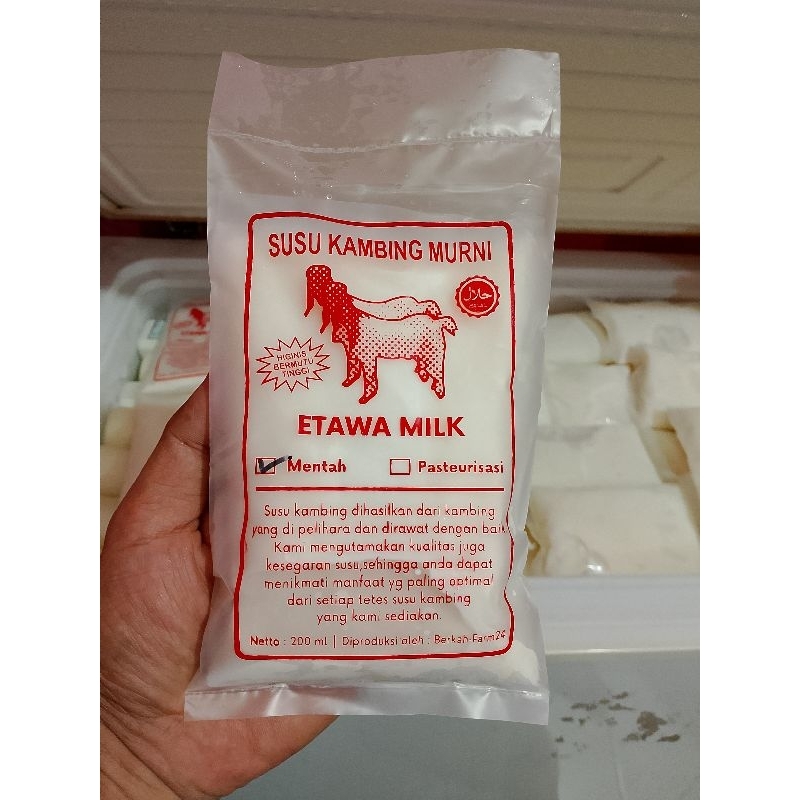 SUSU KAMBING MURNI
حلال
HIGINIS
BERMUTU
TINGGI
ETAWA MILK
Mentah
Pasteurisasi
Susu kambing dihasilkan dari kambing
yang di pelihara dan dirawat dengan baik.
Kami mengutamakan kualitas juga
kesegaran susu,sehingga anda dapat
menikmati manfaat yg paling optimal
dari setiap tetes susu kambing
yang kami sediakan.
Netto : 200 ml | Diproduksi oleh : Berkah-Farm24